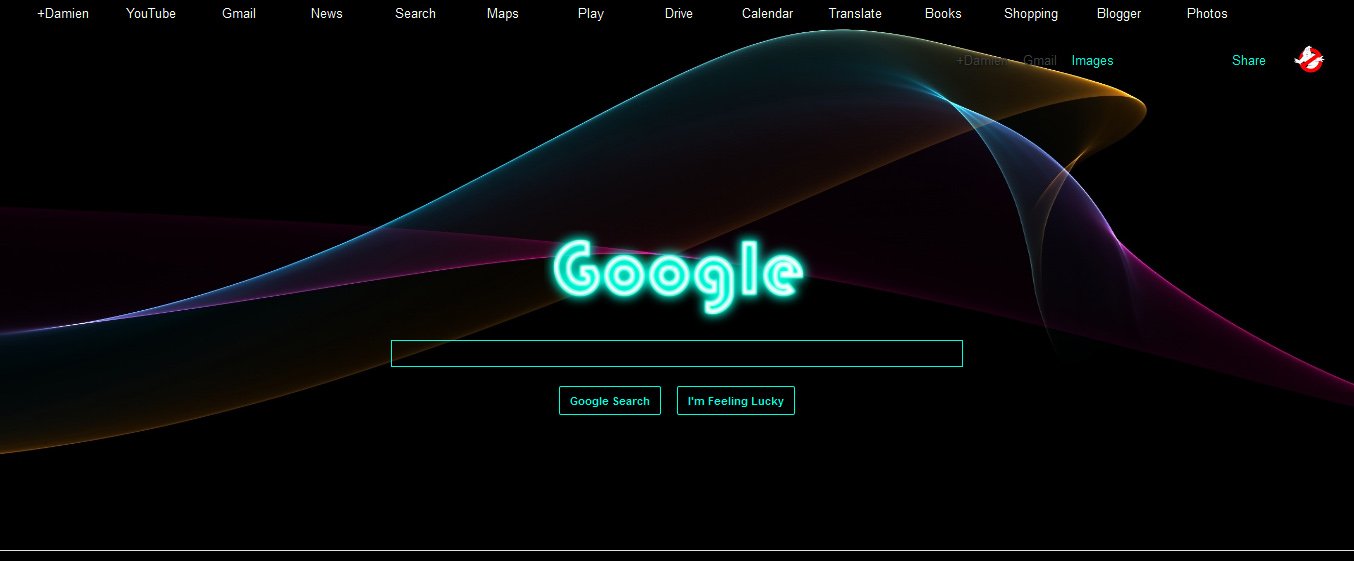 +Damien YouTube Gmail News Search Maps Play Drive Calendar Translate Books Shopping Blogger Photos
+Damien Gmail Images Share
Google
Google Search I'm Feeling Lucky